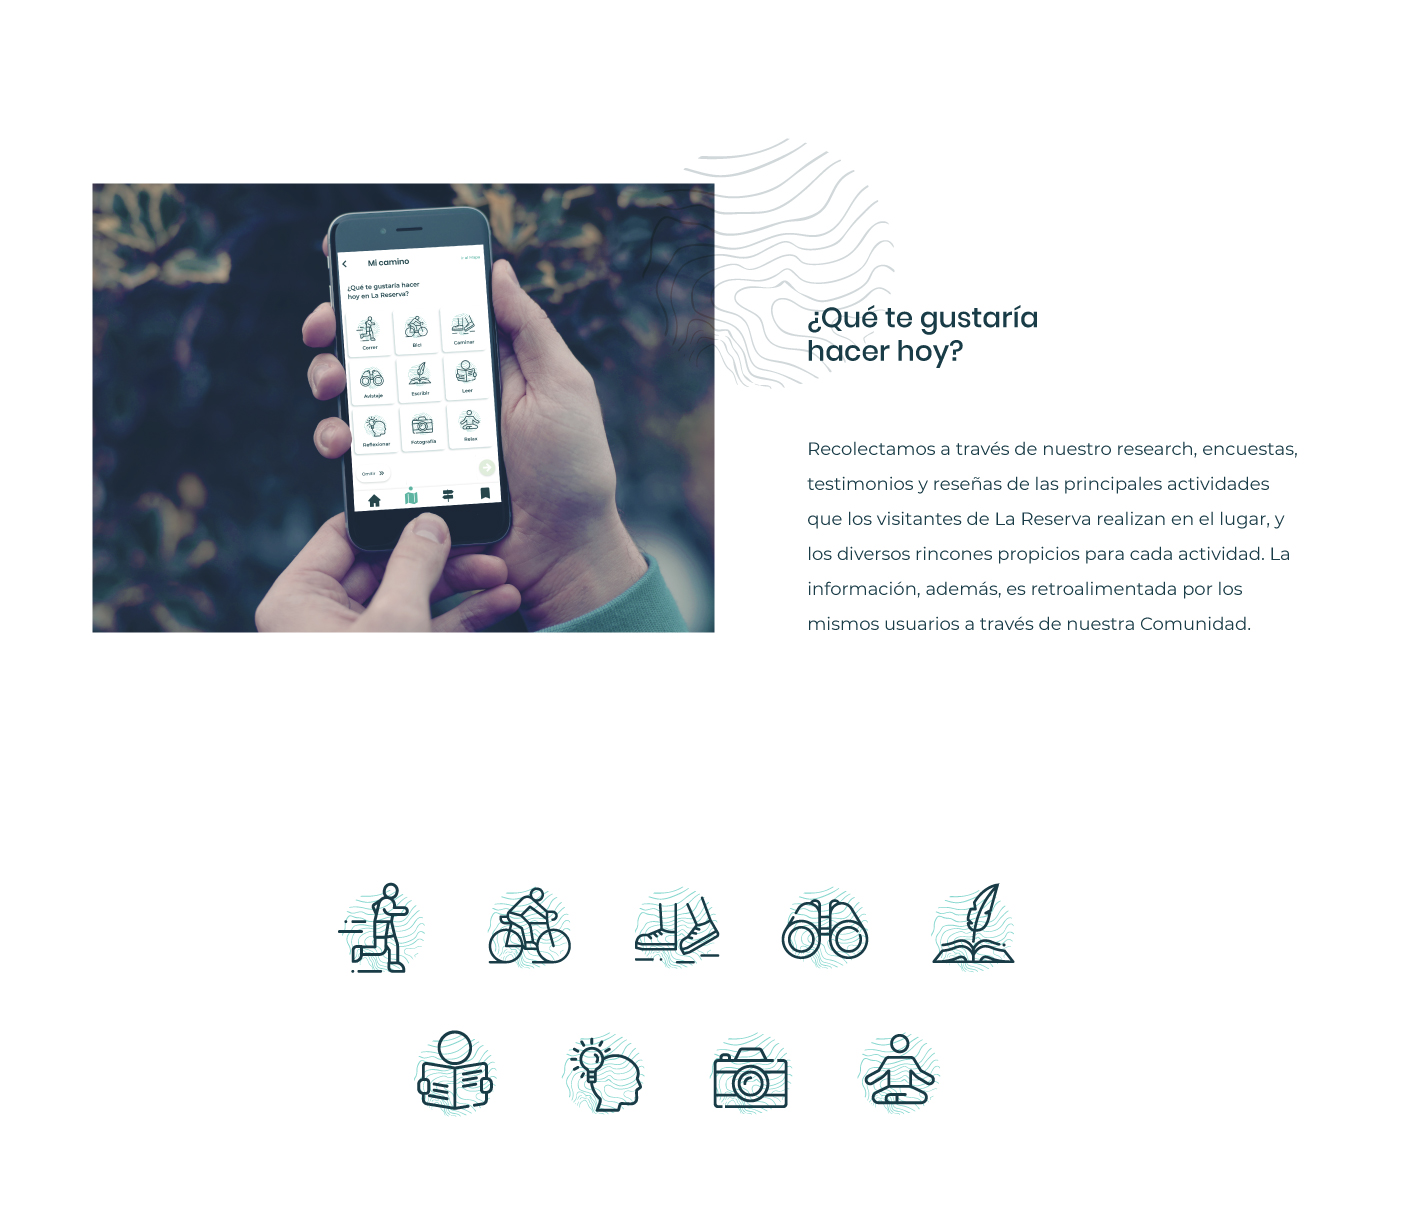 Mi camino
¿Qué te gustaría hacer
hoy en La Reserva?
Correr
Bici
Caminar
Avistaje
Escribir
Leer
Reflexionar
Fotografía
Relax
Omitir
¿Qué te gustaría
hacer hoy?
Recolectamos a través de nuestro research, encuestas,
testimonios y reseñas de las principales actividades
que los visitantes de La Reserva realizan en el lugar, y
los diversos rincones propicios para cada actividad. La
información, además, es retroalimentada por los
mismos usuarios a través de nuestra Comunidad.